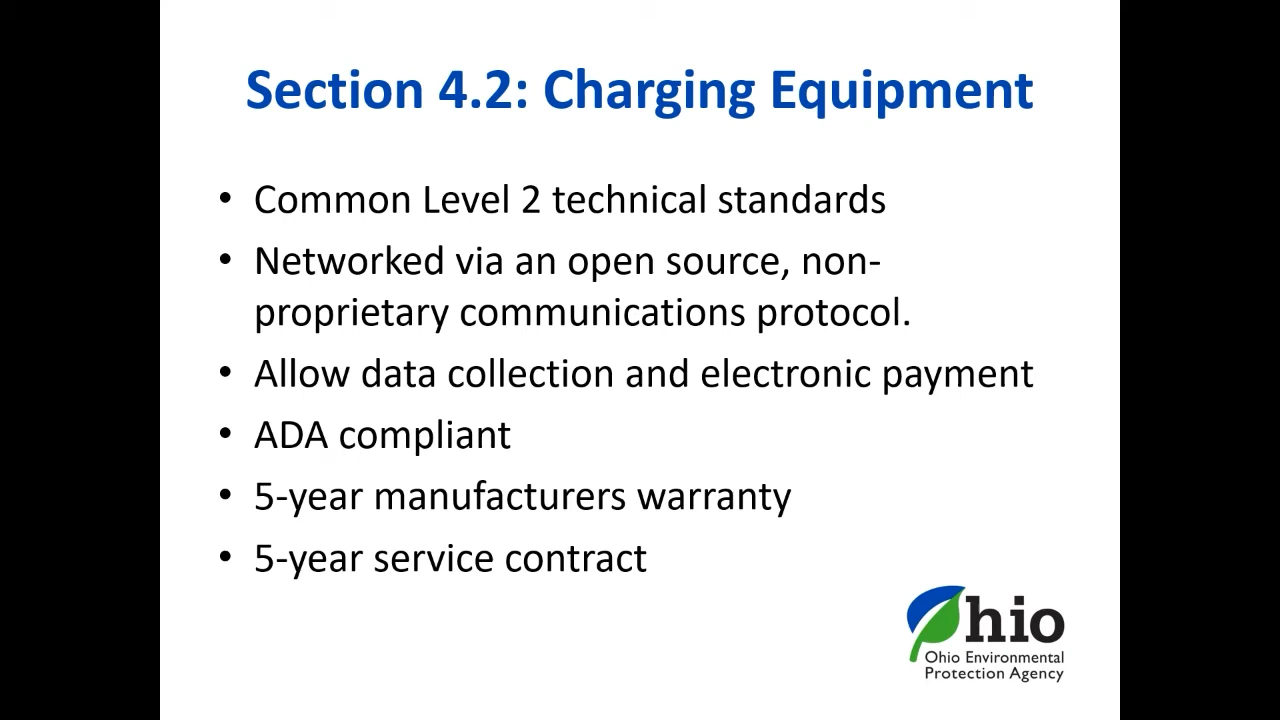 Section 4.2: Charging Equipment
• Common Level 2 technical standards
• Networked via an open source, non-
proprietary communications protocol.
• Allow data collection and electronic payment
• ADA compliant
• 5-year manufacturers warranty
• 5-year service contract
Ohio
Ohio Environmental
Protection Agency